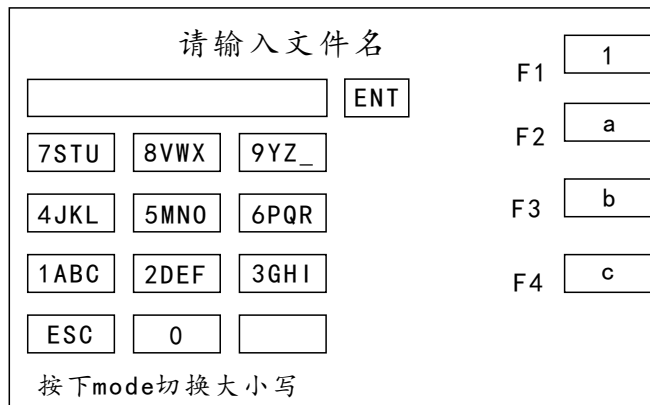 请输入文件名
ENT
7STU 8VWX 9YZ_
4JKL 5MNO 6PQR
1ABC 2DEF 3GHI
ESC 0
按下mode切换大小写
F1 1
F2 a
F3 b
F4 c